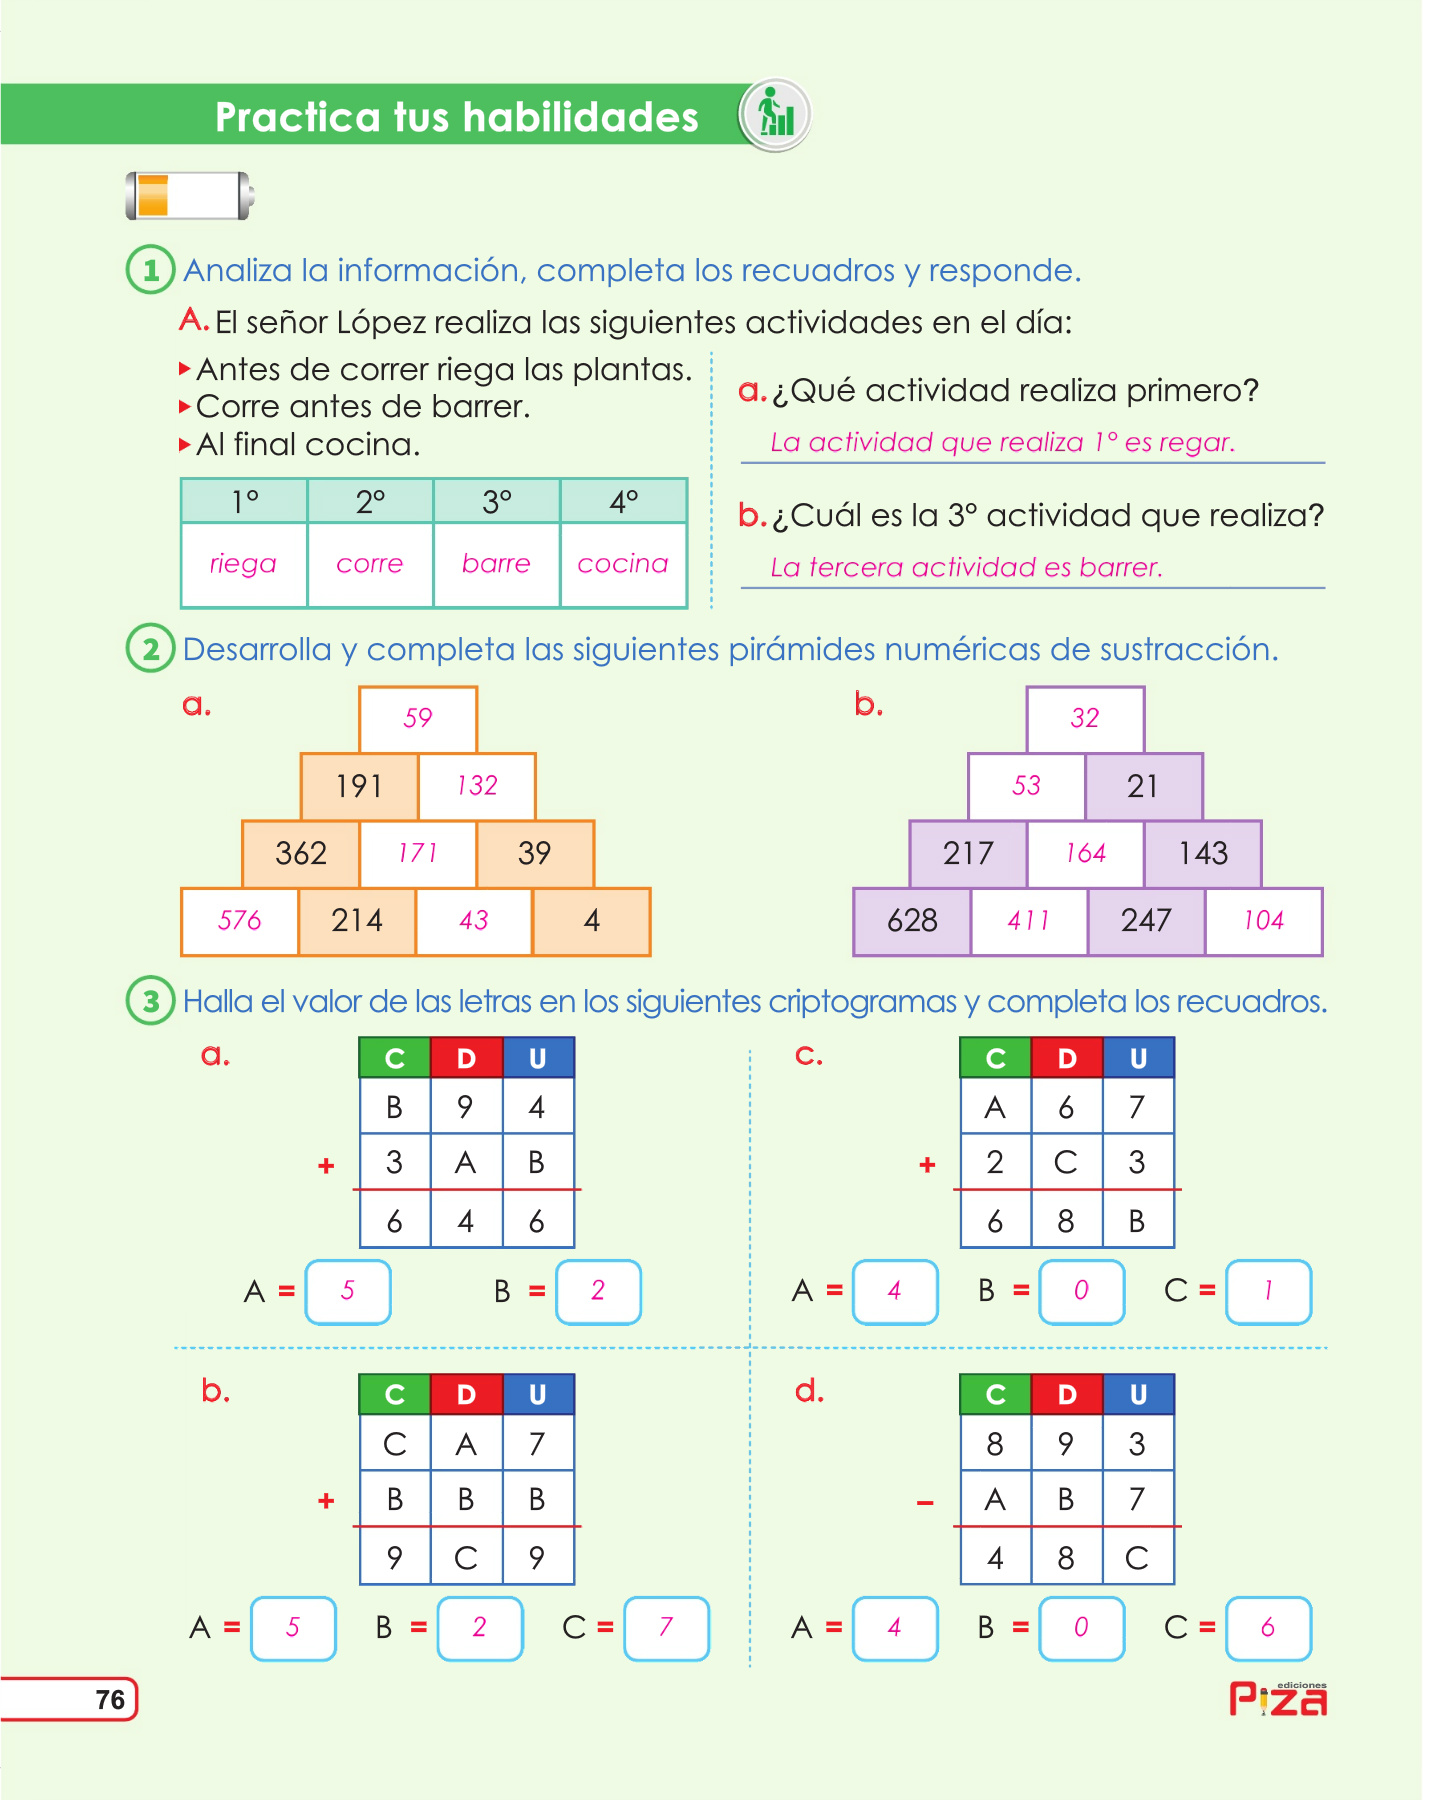 Practica tus habilidades
1 Analiza la información, completa los recuadros y responde.
A. El señor López realiza las siguientes actividades en el día:
Antes de correr riega las plantas.
Corre antes de barrer.
Al final cocina.
1° 2° 3° 4°
riega corre barre cocina
a. ¿Qué actividad realiza primero?
La actividad que realiza 1° es regar.
b. ¿Cuál es la 3° actividad que realiza?
La tercera actividad es barrer.
2 Desarrolla y completa las siguientes pirámides numéricas de sustracción.
a.
59
191 132
362 171 39
576 214 43 4
b.
32
53 21
217 164 143
628 411 247 104
3 Halla el valor de las letras en los siguientes criptogramas y completa los recuadros.
a.
C D U
B 9 4
+ 3 A B
6 4 6
A = 5 B = 2
c.
C D U
A 6 7
+ 2 C 3
6 8 B
A = 4 B = 0 C = 1
b.
C D U
C A 7
+ B B B
9 C 9
A = 5 B = 2 C = 7
d.
C D U
8 9 3
– A B 7
4 8 C
A = 4 B = 0 C = 6
76
ediciones
Piza